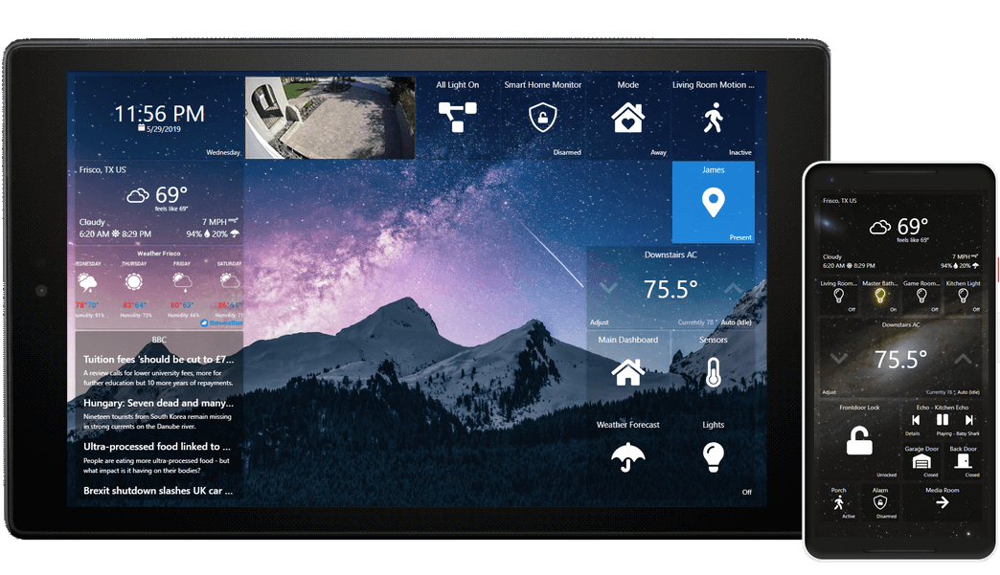 11:56 PM
5/29/2019
Wednesday
All Light On
Smart Home Monitor
Disarmed
Mode
Away
Living Room Motion ...
Inactive
Frisco, TX US
69°
feels like 69°
Cloudy
7 MPH
6:20 AM 8:29 PM
94% 20%
James
Present
Weather Frisco
EDNESDAY THURSDAY FRIDAY SATURDAY
78°70° 83°64° 80°63° 86°64°
Humidity: 91% Humidity: 73% Humidity: 66% Humidity: 71
theweather
Downstairs AC
75.5°
Adjust
Currently 78 ° Auto (Idle)
BBC
Tuition fees 'should be cut to £7...
A review calls for lower university fees, more for
further education but 10 more years of repayments.
Hungary: Seven dead and many...
Nineteen tourists from South Korea remain missing
in strong currents on the Danube river.
Ultra-processed food linked to ...
People are eating more ultra-processed food - but
what impact is it having on their bodies?
Brexit shutdown slashes UK car ...
Main Dashboard
Sensors
Weather Forecast
Lights
Off
Frisco, TX US
69°
feels like 69°
Cloudy
7 MPH
6:20 AM 8:29 PM
94% 20%
Living Room...
Off
Master Bath...
On
Game Room...
Off
Kitchen Light
Off
Downstairs AC
75.5°
Adjust
Currently 78 ° Auto (Idle)
Frontdoor Lock
Unlocked
Echo - Kitchen Echo
Details
Playing - Baby Shark
Garage Door
Closed
Back Door
Closed
Porch
Active
Alarm
Disarmed
Media Room